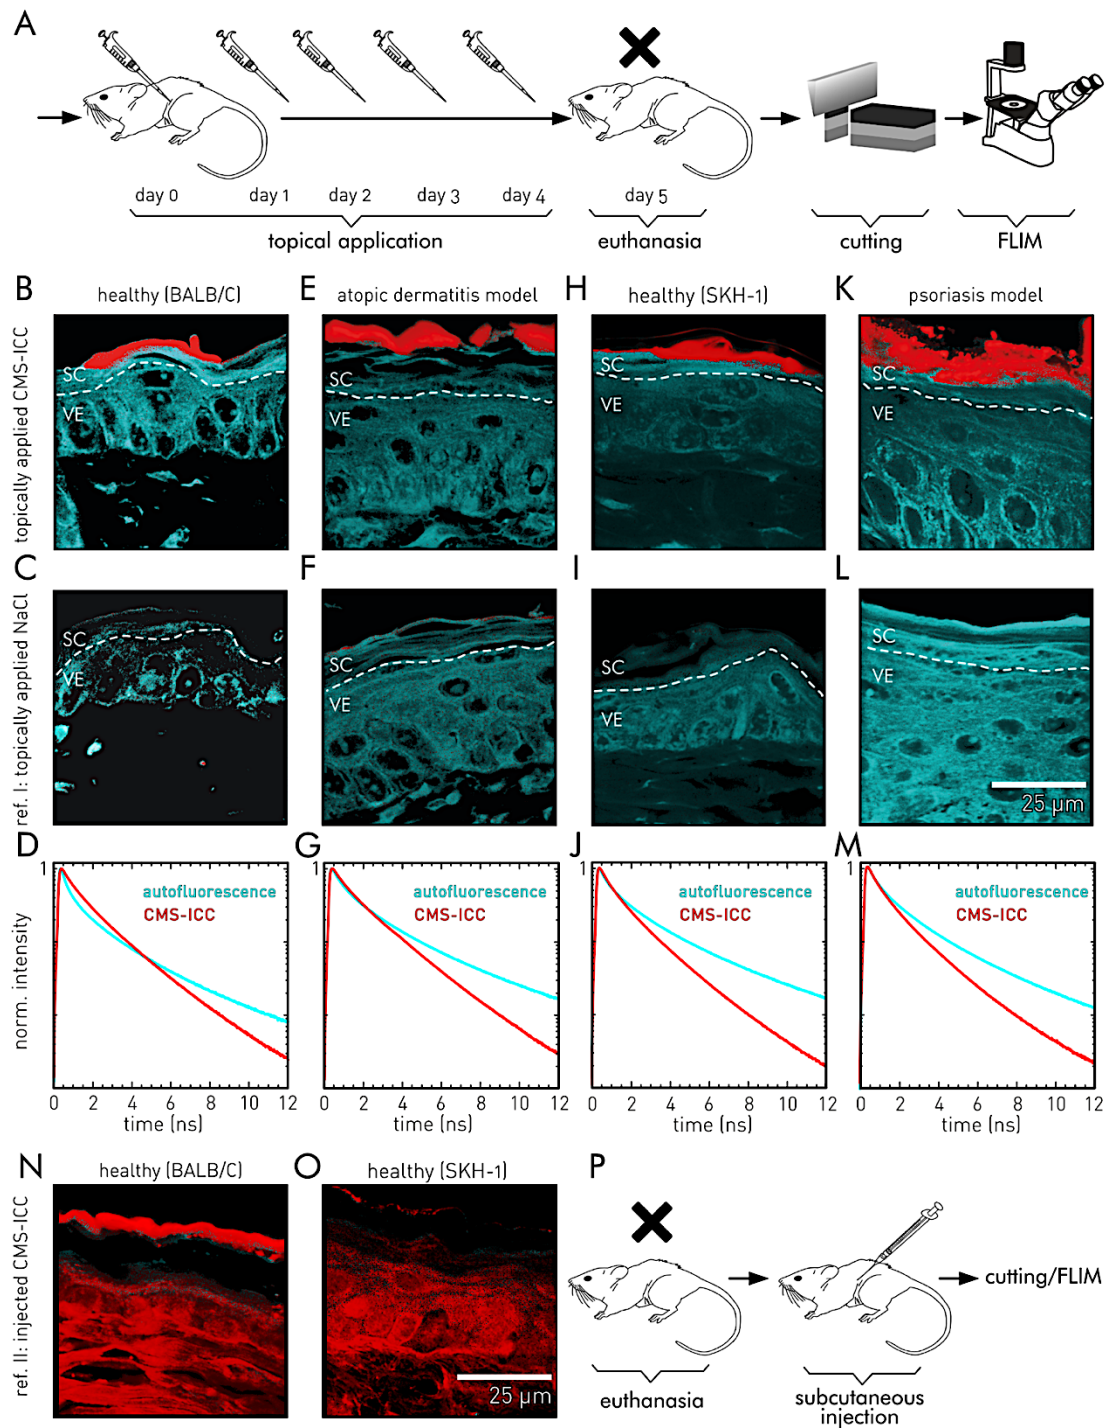 A
day 0 day 1 day 2 day 3 day 4 day 5
topical application euthanasia cutting FLIM
B healthy (BALB/C) E atopic dermatitis model H healthy (SKH-1) K psoriasis model
topically applied CMS-ICC
SC SC SC SC
VE VE VE VE
C F I L
ref. I: topically applied NaCl
SC SC SC SC
VE VE VE VE
25 µm
D G J M
1
autofluorescence autofluorescence autofluorescence autofluorescence
CMS-ICC CMS-ICC CMS-ICC CMS-ICC
norm. intensity
0 2 4 6 8 10 12 0 2 4 6 8 10 12 0 2 4 6 8 10 12 0 2 4 6 8 10 12
time (ns) time (ns) time (ns) time (ns)
N healthy (BALB/C) O healthy (SKH-1) P
ref. II: injected CMS-ICC
25 µm
cutting/FLIM
euthanasia subcutaneous
injection